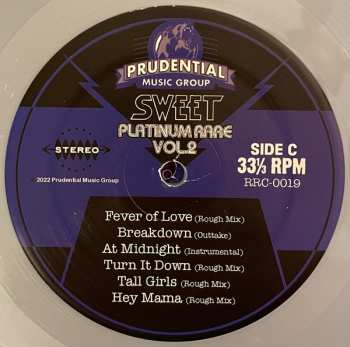 PRUDENTIAL
MUSIC GROUP
SWEET
PLATINUM RARE
VOL.2
STEREO
SIDE C
33⅓ RPM
RRC-0019
2022 Prudential Music Group
Fever of Love (Rough Mix)
Breakdown (Outtake)
At Midnight (Instrumental)
Turn It Down (Rough Mix)
Tall Girls (Rough Mix)
Hey Mama (Rough Mix)